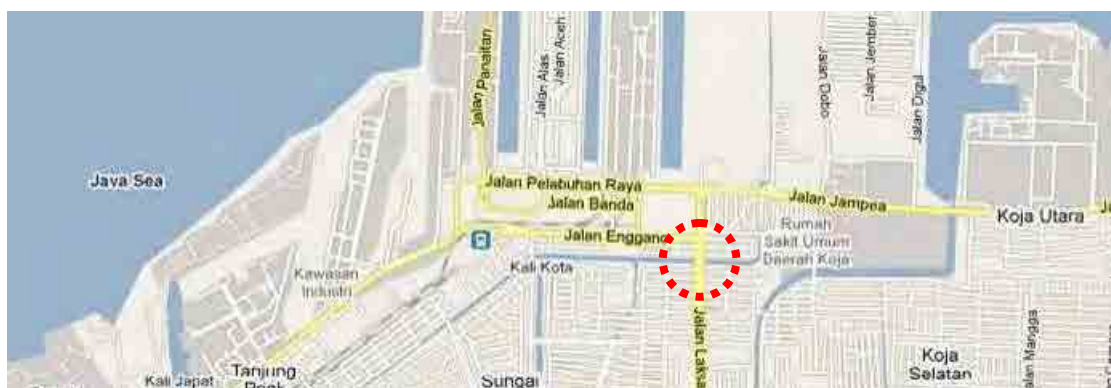 Jalan Panaitan
Jalan Alas
Jalan Aceh
Jalan Dobo
Jalan Jember
Jalan Digul
Java Sea
Jalan Pelabuhan Raya
Jalan Banda
Jalan Jampea
Koja Utara
Jalan Enggano
Rumah
Sakit Umum
Daerah Koja
Kali Kota
Kawasan
Industri
Jalan Laksa
Jalan Mangga
Koja
Selatan
Tanjung
Kali Japat
Sungai